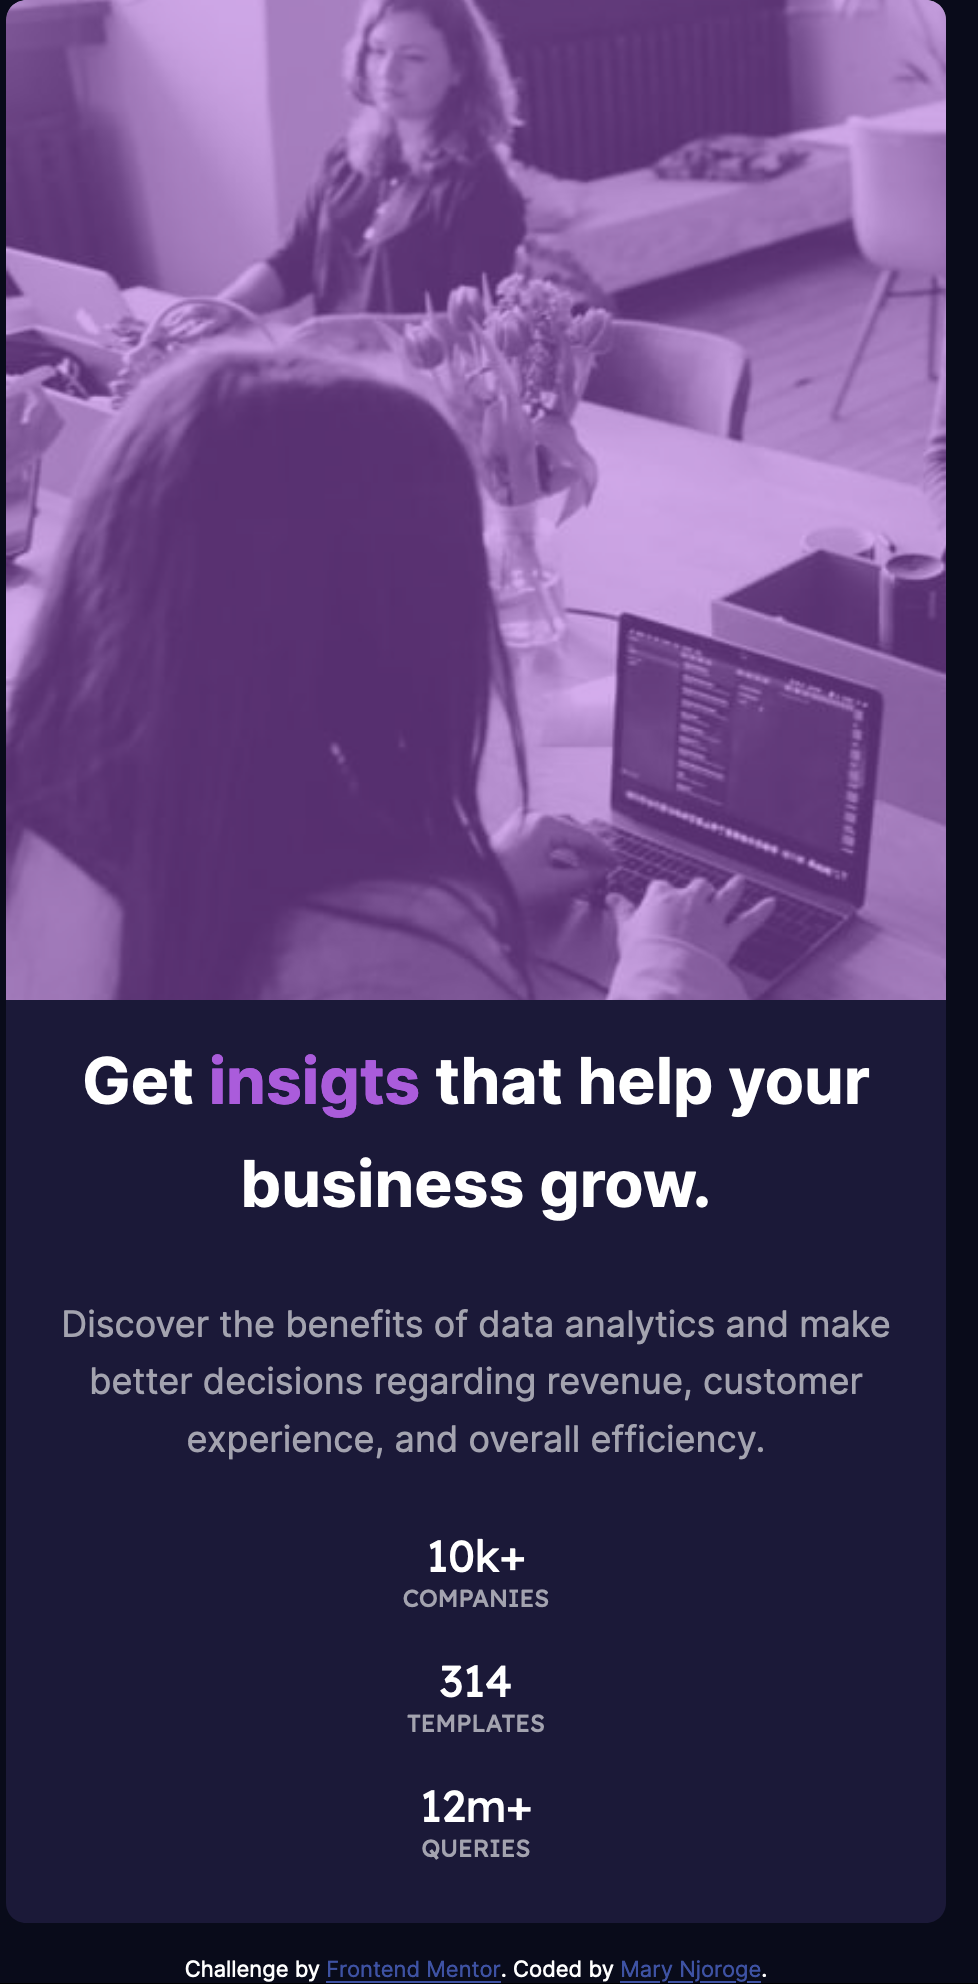 Get insigts that help your
business grow.
Discover the benefits of data analytics and make
better decisions regarding revenue, customer
experience, and overall efficiency.
10k+
COMPANIES
314
TEMPLATES
12m+
QUERIES
Challenge by Frontend Mentor. Coded by Mary Njoroge.